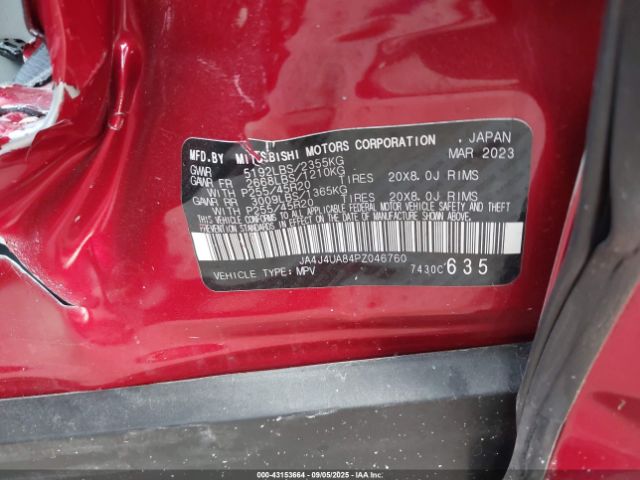 MFD.BY MITSUBISHI MOTORS CORPORATION , JAPAN
GVWR 5192LBS/2355KG MAR 2023
GAWR FR 2668LBS/1210KG
WITH P255/45R20 TIRES 20X8.0J RIMS
GAWR RR 3009LBS/1365KG
WITH P255/45R20 TIRES 20X8.0J RIMS
THIS VEHICLE CONFORMS TO ALL APPLICABLE FEDERAL MOTOR VEHICLE SAFETY AND
THEFT PREVENTION STANDARDS IN EFFECT ON THE DATE OF MANUFACTURE SHOWN ABOVE.
JA4J4UA84PZ046760
VEHICLE TYPE: MPV 7430C 635
000-43153664 (09/05/2025) - © IAA Holdings, LLC